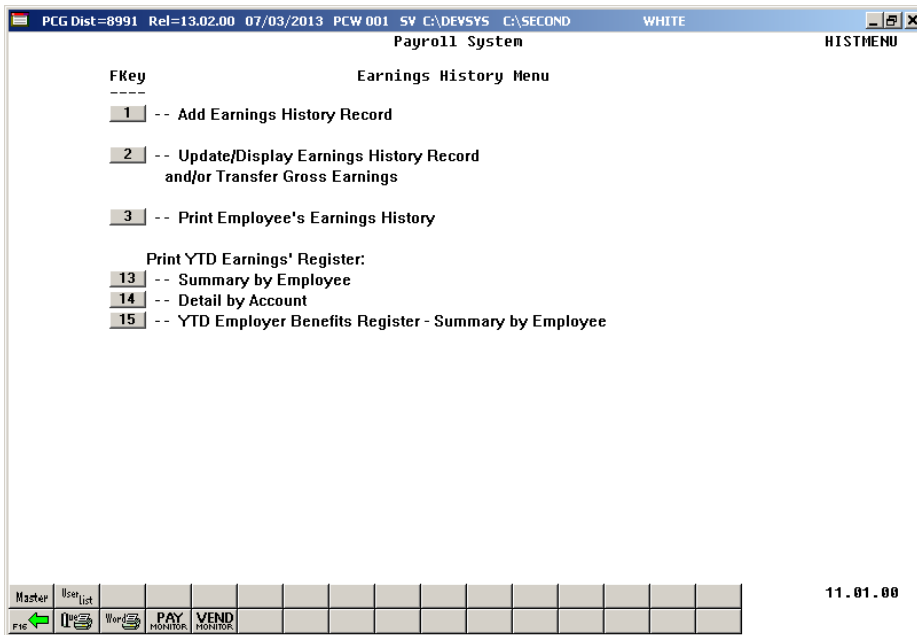 PCG Dist=8991 Rel=13.02.00 07/03/2013 PCW 001 SV C:\DEVSYS C:\SECOND WHITE
Payroll System HISTMENU
FKey Earnings History Menu
----
1 -- Add Earnings History Record
2 -- Update/Display Earnings History Record
and/or Transfer Gross Earnings
3 -- Print Employee's Earnings History
Print YTD Earnings' Register:
13 -- Summary by Employee
14 -- Detail by Account
15 -- YTD Employer Benefits Register - Summary by Employee
Master User List 11.01.00
F16 Que Word PAY MONITOR VEND MONITOR